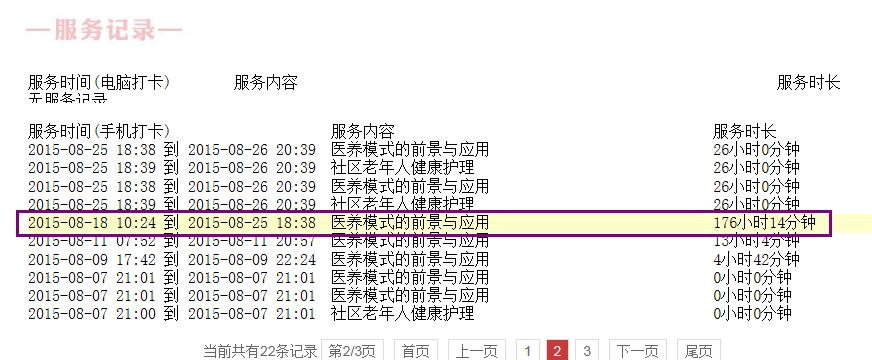 —服务记录—
服务时间(电脑打卡) 服务内容 服务时长
无服务记录
服务时间(手机打卡) 服务内容 服务时长
2015-08-25 18:38 到 2015-08-26 20:39 医养模式的前景与应用 26小时0分钟
2015-08-25 18:39 到 2015-08-26 20:39 社区老年人健康护理 26小时0分钟
2015-08-25 18:38 到 2015-08-26 20:39 医养模式的前景与应用 26小时0分钟
2015-08-25 18:39 到 2015-08-26 20:39 社区老年人健康护理 26小时0分钟
2015-08-18 10:24 到 2015-08-25 18:38 医养模式的前景与应用 176小时14分钟
2015-08-11 07:52 到 2015-08-11 20:57 医养模式的前景与应用 13小时4分钟
2015-08-09 17:42 到 2015-08-09 22:24 医养模式的前景与应用 4小时42分钟
2015-08-07 21:01 到 2015-08-07 21:01 医养模式的前景与应用 0小时0分钟
2015-08-07 21:01 到 2015-08-07 21:01 医养模式的前景与应用 0小时0分钟
2015-08-07 21:00 到 2015-08-07 21:01 社区老年人健康护理 0小时0分钟
当前共有22条记录 第2/3页 首页 上一页 1 2 3 下一页 尾页